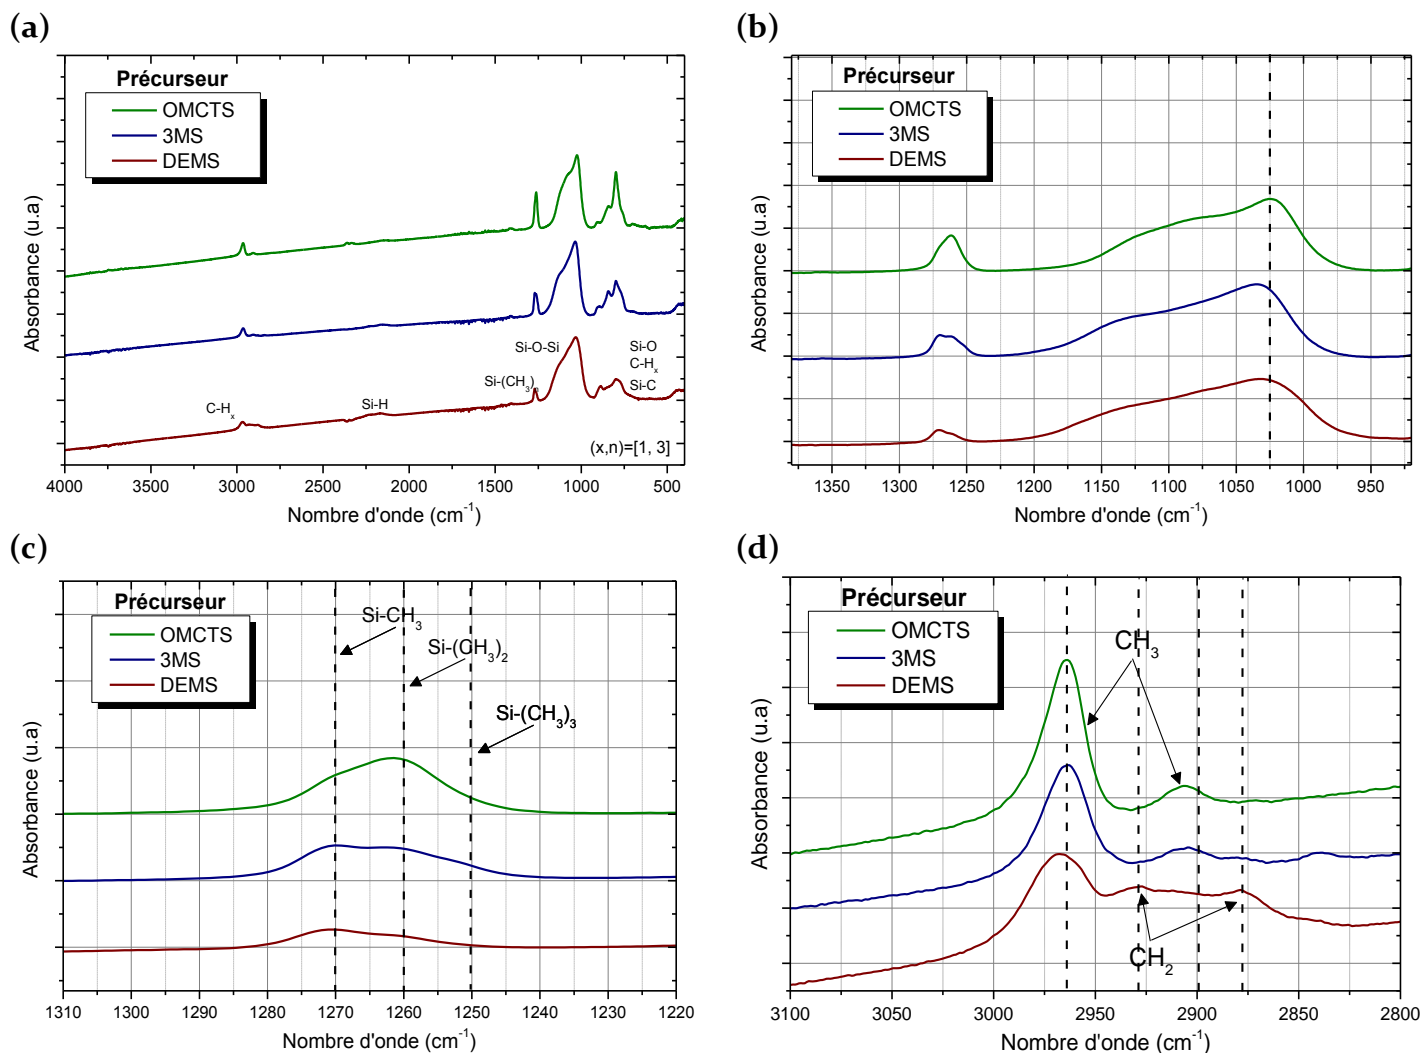 (a)
Précurseur
OMCTS
3MS
DEMS
Absorbance (u.a)
Si-O-Si
Si-(CH3)n
Si-O
C-Hx
Si-C
C-Hx
Si-H
(x,n)=[1, 3]
4000 3500 3000 2500 2000 1500 1000 500
Nombre d'onde (cm-1)
(b)
Précurseur
OMCTS
3MS
DEMS
Absorbance (u.a)
1350 1300 1250 1200 1150 1100 1050 1000 950
Nombre d'onde (cm-1)
(c)
Précurseur
OMCTS
3MS
DEMS
Si-CH3
Si-(CH3)2
Si-(CH3)3
Absorbance (u.a)
1310 1300 1290 1280 1270 1260 1250 1240 1230 1220
Nombre d'onde (cm-1)
(d)
Précurseur
OMCTS
3MS
DEMS
CH3
CH2
Absorbance (u.a)
3100 3050 3000 2950 2900 2850 2800
Nombre d'onde (cm-1)